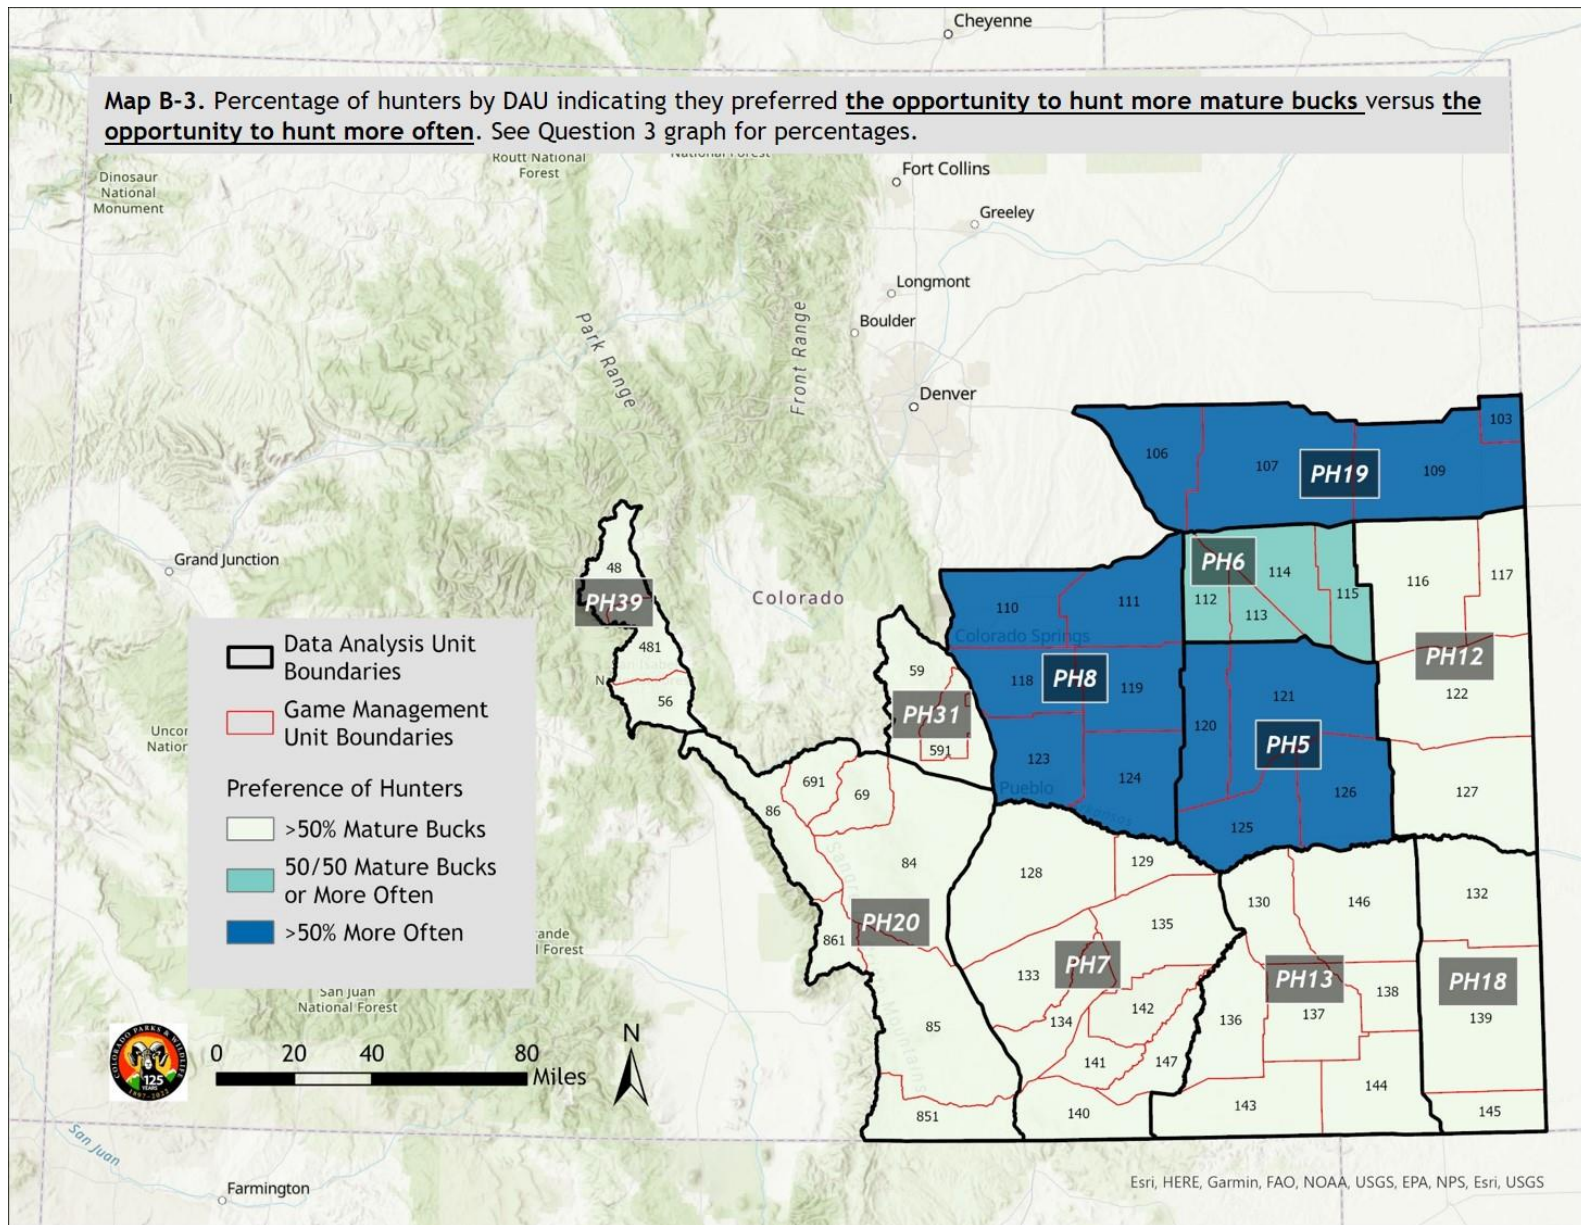 Cheyenne
Map B-3. Percentage of hunters by DAU indicating they preferred the opportunity to hunt more mature bucks versus the
opportunity to hunt more often. See Question 3 graph for percentages.
Routt National
Forest
Dinosaur
National
Monument
Fort Collins
Greeley
Longmont
Boulder
Park Range
Front Range
Denver
103
106
107
PH19
109
Grand Junction
48
PH39
Colorado
PH6
114
112
113
115
116
117
110
111
Colorado Springs
481
56
59
118
PH8
119
PH12
122
121
120
PH31
591
PH5
123
124
Pueblo
126
125
127
Data Analysis Unit
Boundaries
Game Management
Unit Boundaries
Preference of Hunters
>50% Mature Bucks
50/50 Mature Bucks
or More Often
>50% More Often
691
69
86
84
128
129
130
146
132
PH20
861
135
133
PH7
PH13
PH18
138
137
139
136
142
134
141
147
85
144
851
140
143
145
San Juan
National Forest
COLORADO PARKS & WILDLIFE
125
YEARS
1897-2022
0 20 40 80
Miles
N
San Juan
Farmington
Esri, HERE, Garmin, FAO, NOAA, USGS, EPA, NPS, Esri, USGS